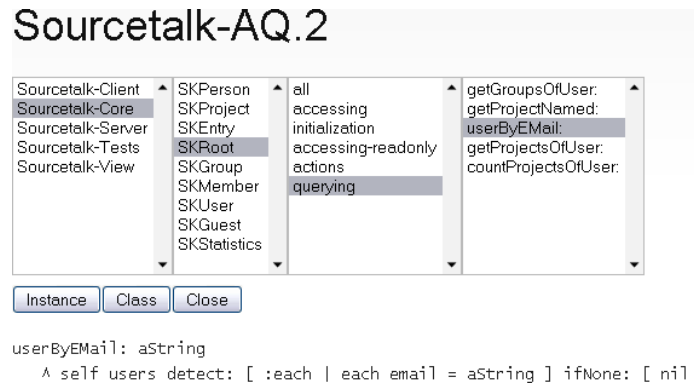 Sourcetalk-AQ.2
Sourcetalk-Client
Sourcetalk-Core
Sourcetalk-Server
Sourcetalk-Tests
Sourcetalk-View
SKPerson
SKProject
SKEntry
SKRoot
SKGroup
SKMember
SKUser
SKGuest
SKStatistics
all
accessing
initialization
accessing-readonly
actions
querying
getGroupsOfUser:
getProjectNamed:
userByEMail:
getProjectsOfUser:
countProjectsOfUser:
Instance Class Close
userByEMail: aString
^ self users detect: [ :each | each email = aString ] ifNone: [ nil